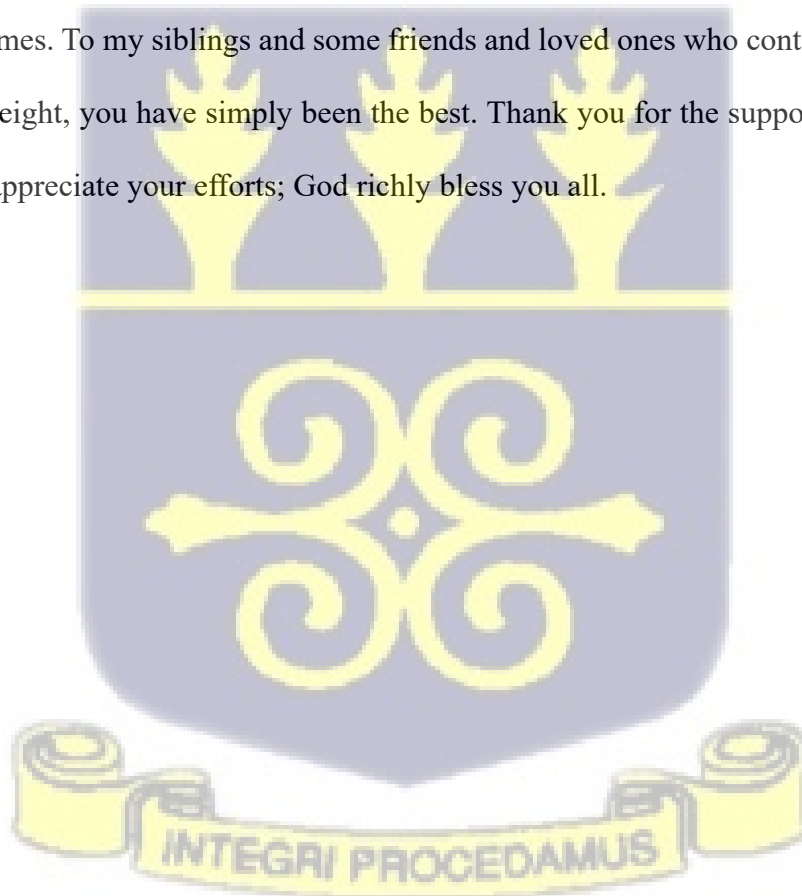 mes. To my siblings and some friends and loved ones who cont
eight, you have simply been the best. Thank you for the suppo
ppreciate your efforts; God richly bless you all.
INTEGRI PROCEDAMUS